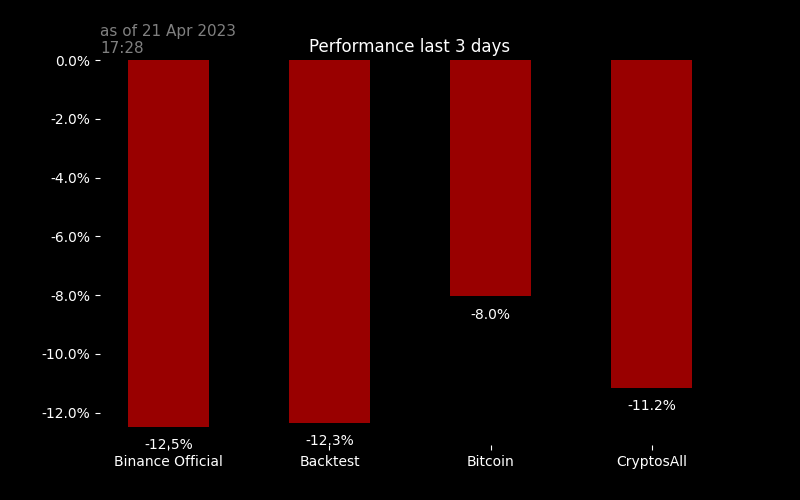 as of 21 Apr 2023
17:28
Performance last 3 days
0.0%
-2.0%
-4.0%
-6.0%
-8.0%
-10.0%
-12.0%
-12.5%
-12.3%
-8.0%
-11.2%
Binance Official
Backtest
Bitcoin
CryptosAll